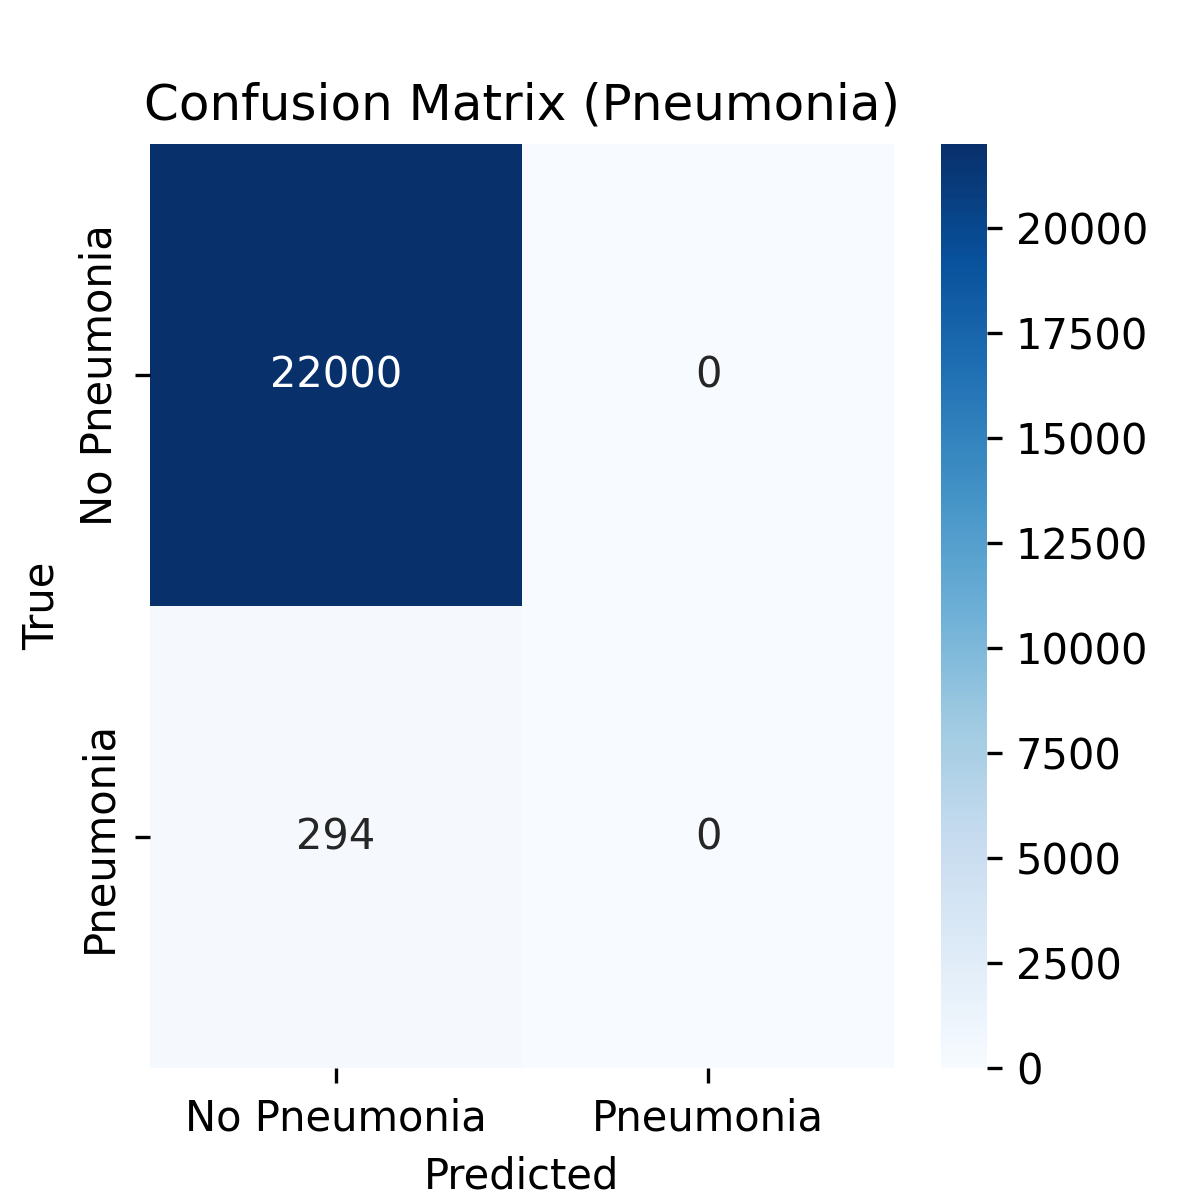 Confusion Matrix (Pneumonia)
True
No Pneumonia
Pneumonia
22000
0
294
0
No Pneumonia
Pneumonia
Predicted
20000
17500
15000
12500
10000
7500
5000
2500
0